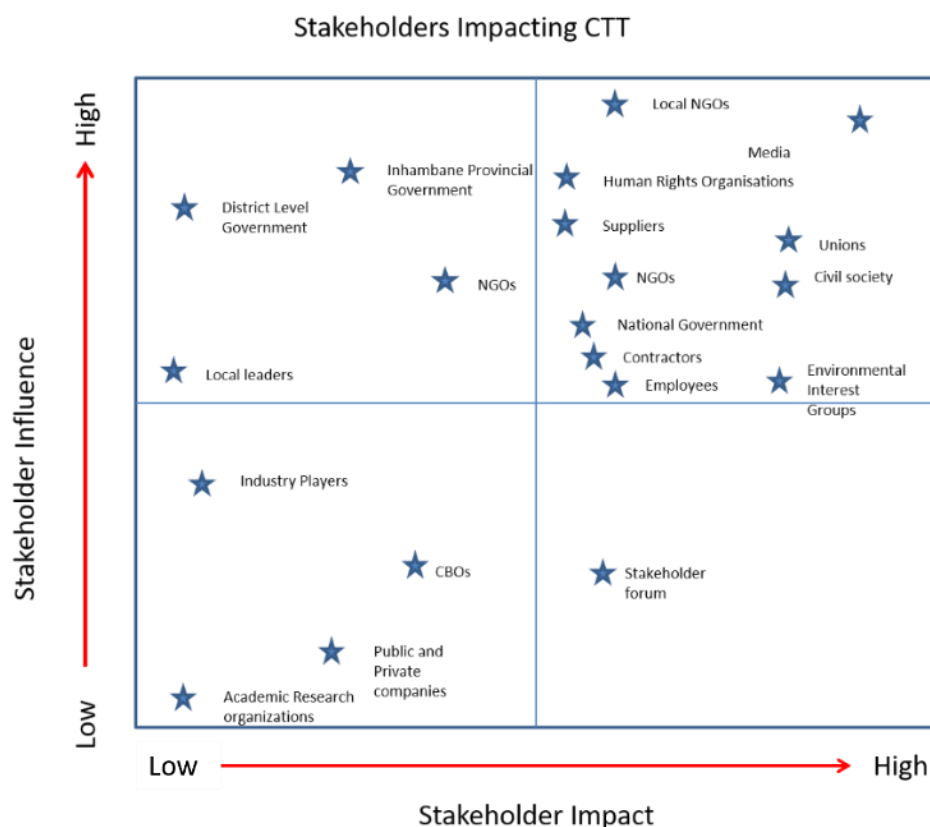 Stakeholders Impacting CTT
High
Stakeholder Influence
Low
Local NGOs
Media
Inhambane Provincial
Government
Human Rights Organisations
District Level
Government
Suppliers
Unions
NGOs
NGOs
Civil society
National Government
Contractors
Local leaders
Employees
Environmental
Interest
Groups
Industry Players
CBOs
Stakeholder
forum
Public and
Private
companies
Academic Research
organizations
Low
High
Stakeholder Impact